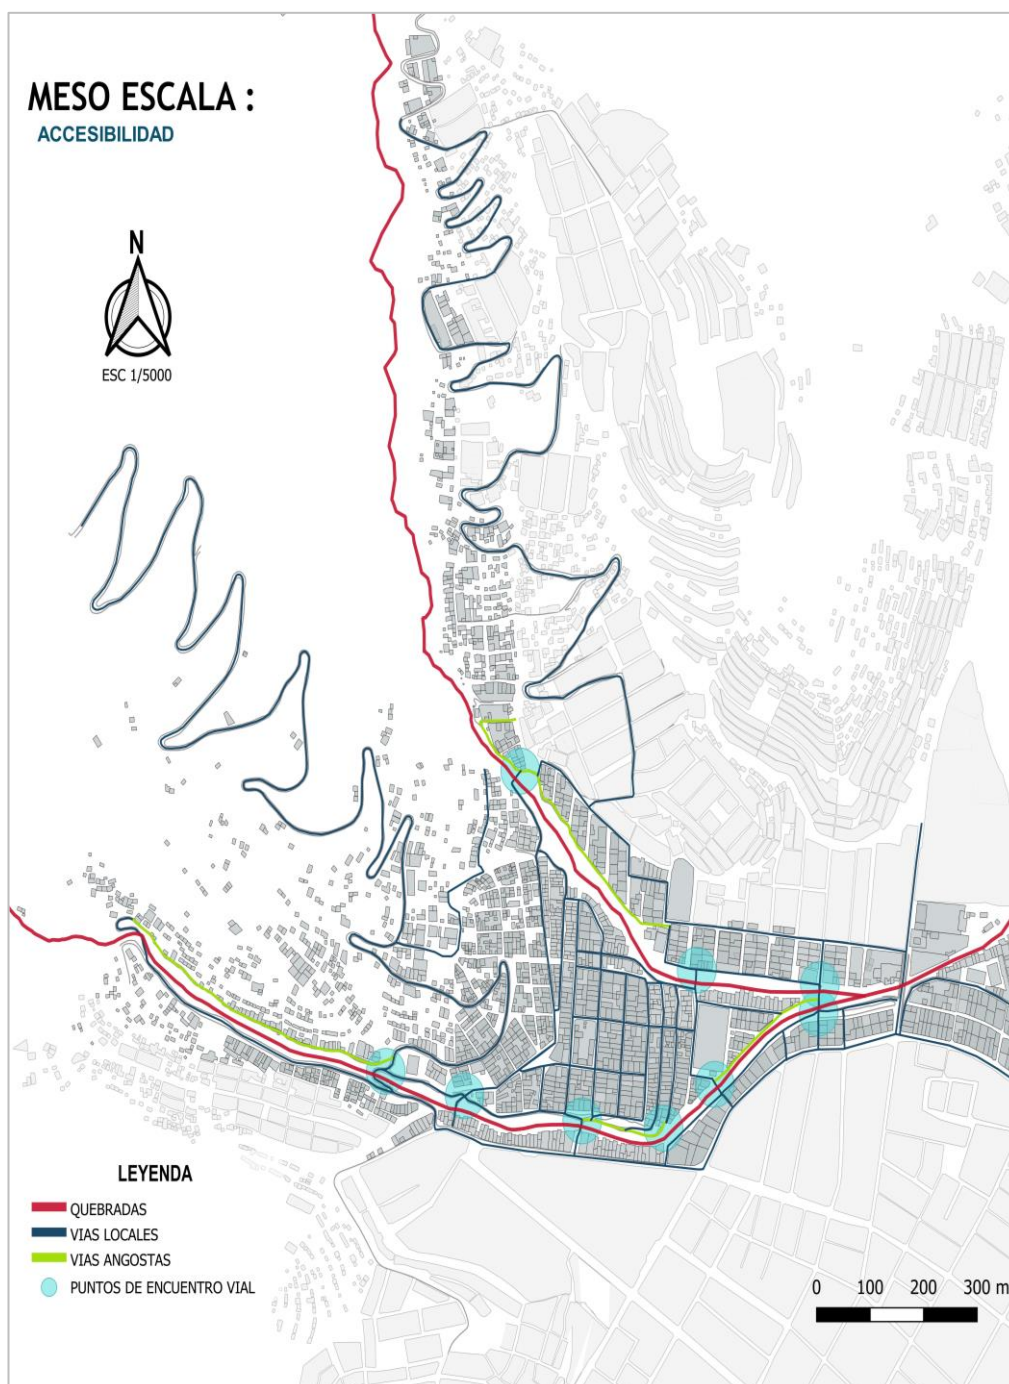 MESO ESCALA :
ACCESIBILIDAD
N
ESC 1/5000
LEYENDA
QUEBRADAS
VIAS LOCALES
VIAS ANGOSTAS
PUNTOS DE ENCUENTRO VIAL
0 100 200 300 m